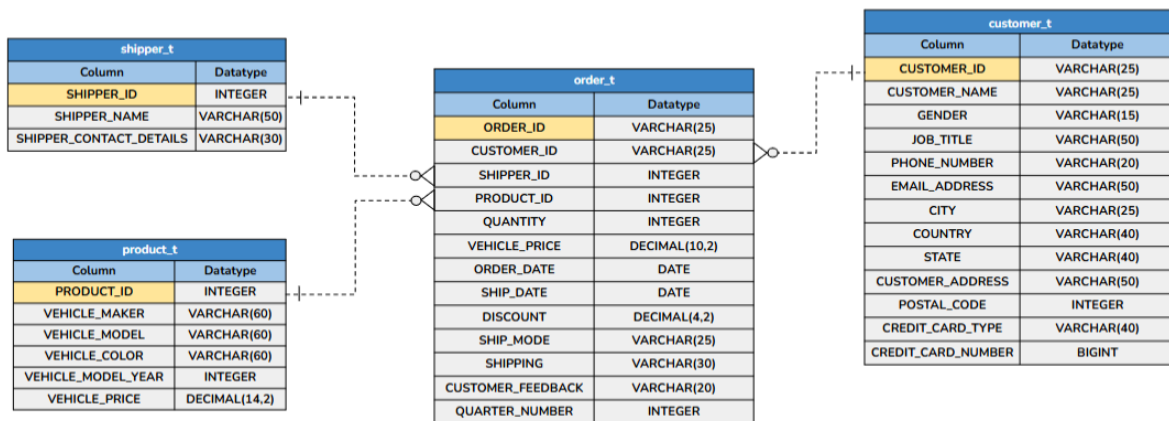 shipper_t
Column Datatype
SHIPPER_ID INTEGER
SHIPPER_NAME VARCHAR(50)
SHIPPER_CONTACT_DETAILS VARCHAR(30)
product_t
Column Datatype
PRODUCT_ID INTEGER
VEHICLE_MAKER VARCHAR(60)
VEHICLE_MODEL VARCHAR(60)
VEHICLE_COLOR VARCHAR(60)
VEHICLE_MODEL_YEAR INTEGER
VEHICLE_PRICE DECIMAL(14,2)
order_t
Column Datatype
ORDER_ID VARCHAR(25)
CUSTOMER_ID VARCHAR(25)
SHIPPER_ID INTEGER
PRODUCT_ID INTEGER
QUANTITY INTEGER
VEHICLE_PRICE DECIMAL(10,2)
ORDER_DATE DATE
SHIP_DATE DATE
DISCOUNT DECIMAL(4,2)
SHIP_MODE VARCHAR(25)
SHIPPING VARCHAR(30)
CUSTOMER_FEEDBACK VARCHAR(20)
QUARTER_NUMBER INTEGER
customer_t
Column Datatype
CUSTOMER_ID VARCHAR(25)
CUSTOMER_NAME VARCHAR(25)
GENDER VARCHAR(15)
JOB_TITLE VARCHAR(50)
PHONE_NUMBER VARCHAR(20)
EMAIL_ADDRESS VARCHAR(50)
CITY VARCHAR(25)
COUNTRY VARCHAR(40)
STATE VARCHAR(40)
CUSTOMER_ADDRESS VARCHAR(50)
POSTAL_CODE INTEGER
CREDIT_CARD_TYPE VARCHAR(40)
CREDIT_CARD_NUMBER BIGINT